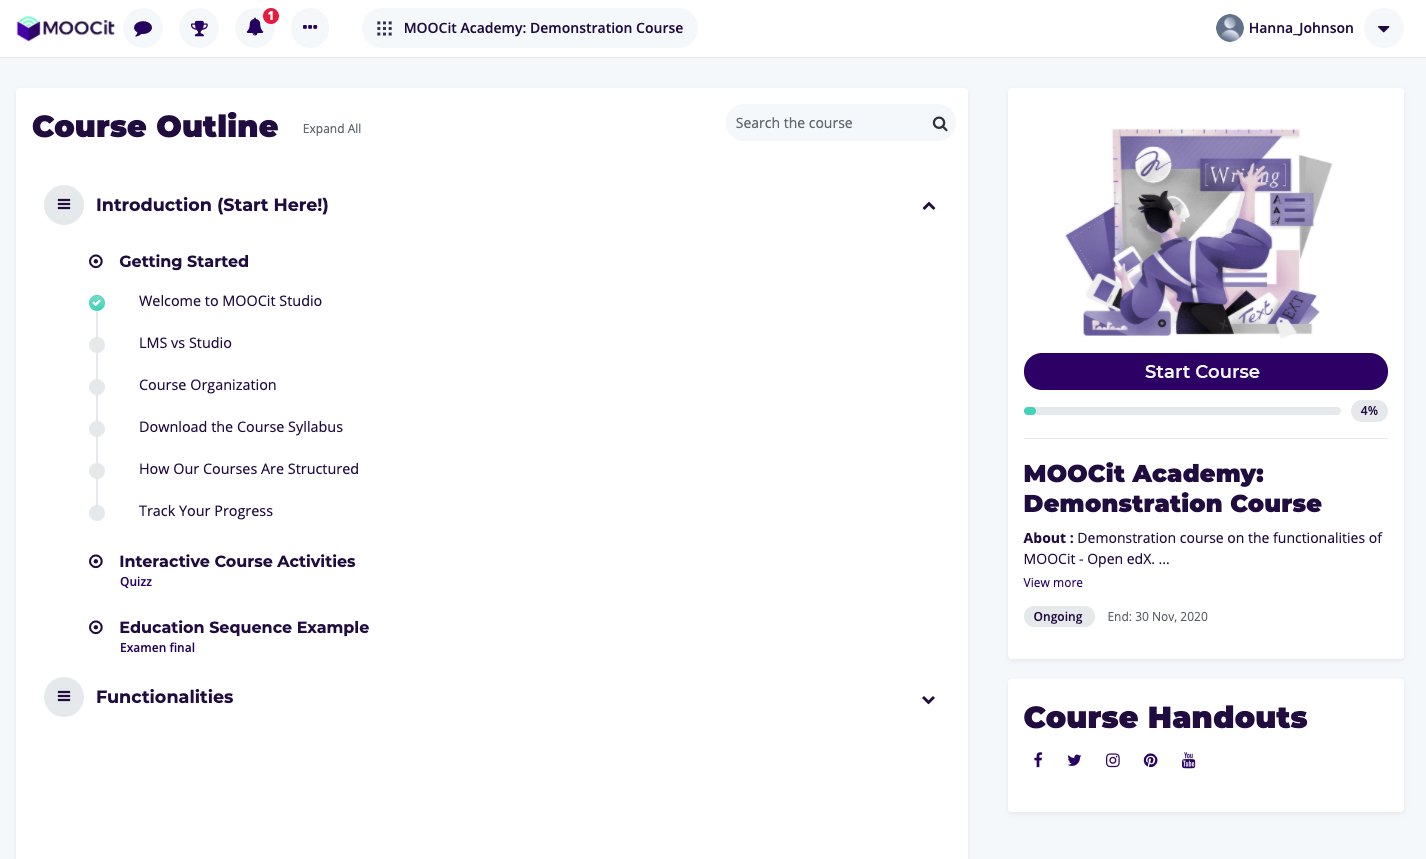 MOOCit
1
MOOCit Academy: Demonstration Course
Hanna_Johnson
Course Outline
Expand All
Search the course
Introduction (Start Here!)
Getting Started
Welcome to MOOCit Studio
LMS vs Studio
Course Organization
Download the Course Syllabus
How Our Courses Are Structured
Track Your Progress
Interactive Course Activities
Quizz
Education Sequence Example
Examen final
Functionalities
Writing
Text
TEXT
Start Course
4%
MOOCit Academy:
Demonstration Course
About : Demonstration course on the functionalities of
MOOCit - Open edX. ...
View more
Ongoing
End: 30 Nov, 2020
Course Handouts
You
Tube